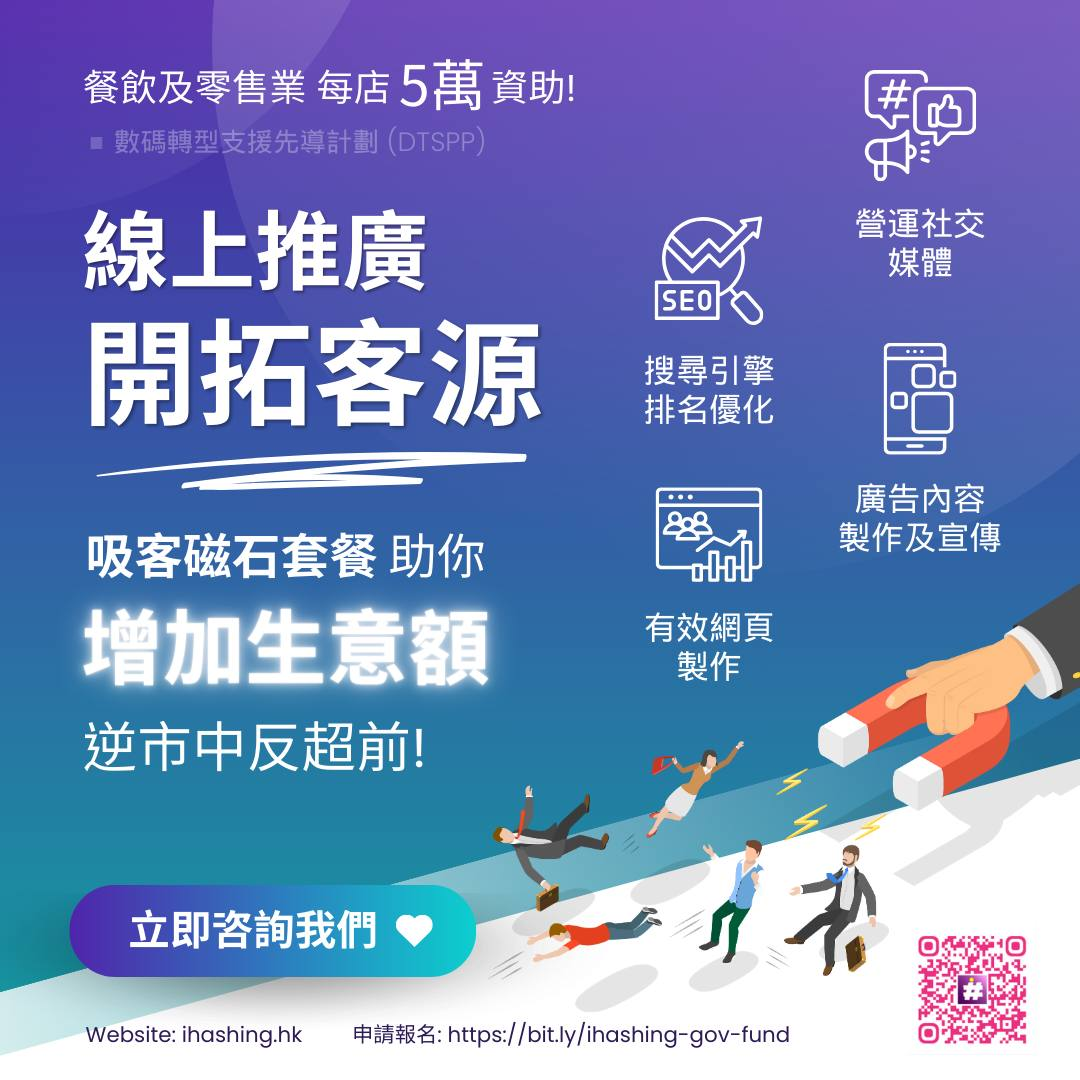 餐飲及零售業 每店 5萬 資助!
■ 數碼轉型支援先導計劃 (DTSPP)
線上推廣
開拓客源
吸客磁石套餐 助你
增加生意額
逆市中反超前!
#
營運社交
媒體
SEO
搜尋引擎
排名優化
廣告內容
製作及宣傳
有效網頁
製作
立即咨詢我們
#
Website: ihashing.hk
申請報名: https://bit.ly/ihashing-gov-fund